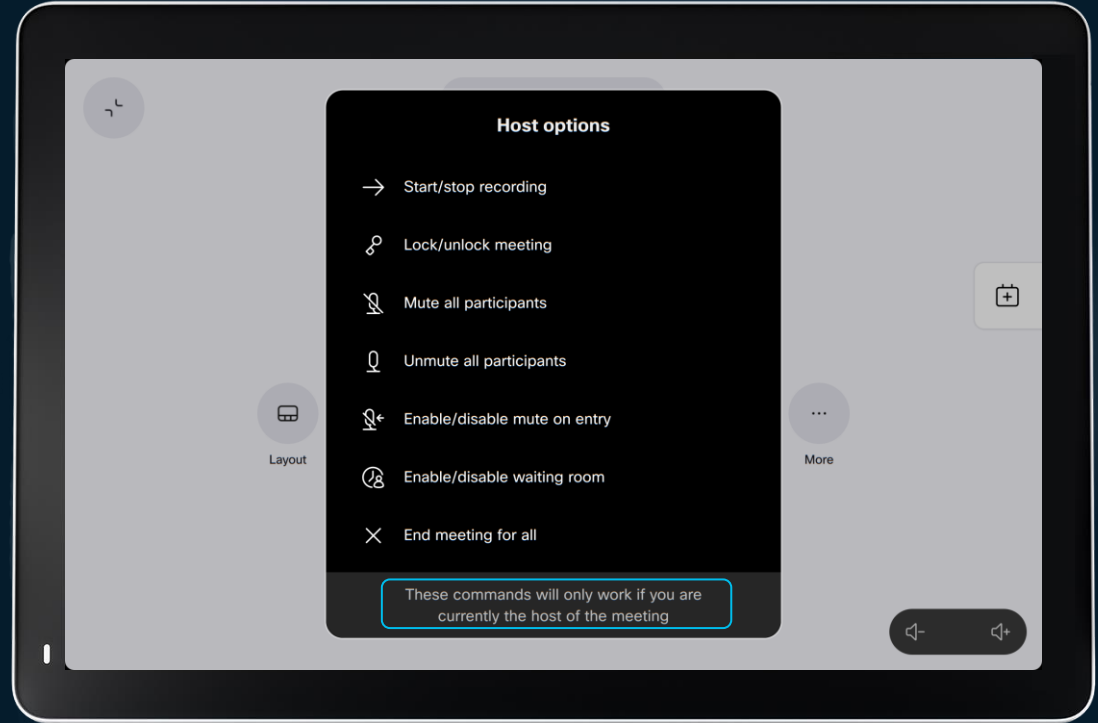 Host options
Start/stop recording
Lock/unlock meeting
Mute all participants
Unmute all participants
Enable/disable mute on entry
Layout
More
Enable/disable waiting room
End meeting for all
These commands will only work if you are
currently the host of the meeting